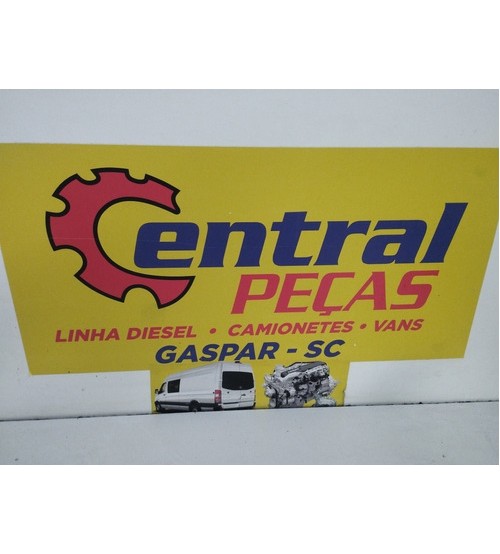 Central
PEÇAS
LINHA DIESEL • CAMIONETES • VANS
GASPAR - SC